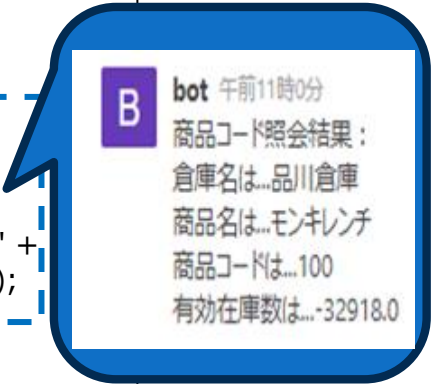 B
bot 午前11時0分
商品コード照会結果：
倉庫名は...品川倉庫
商品名は...モンキレンチ
商品コードは...100
有効在庫数は...-32918.0
" +
);